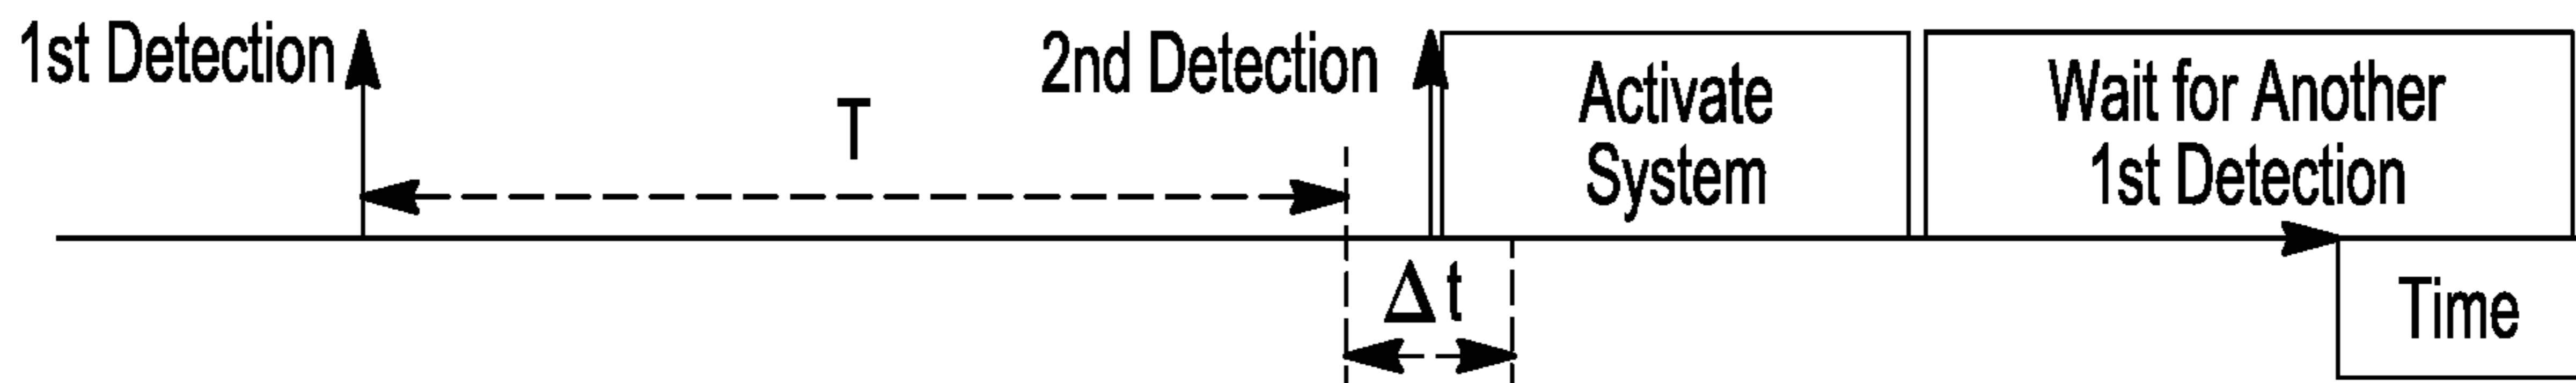 1st Detection
T
2nd Detection
Activate
System
Wait for Another
1st Detection
Δt
Time